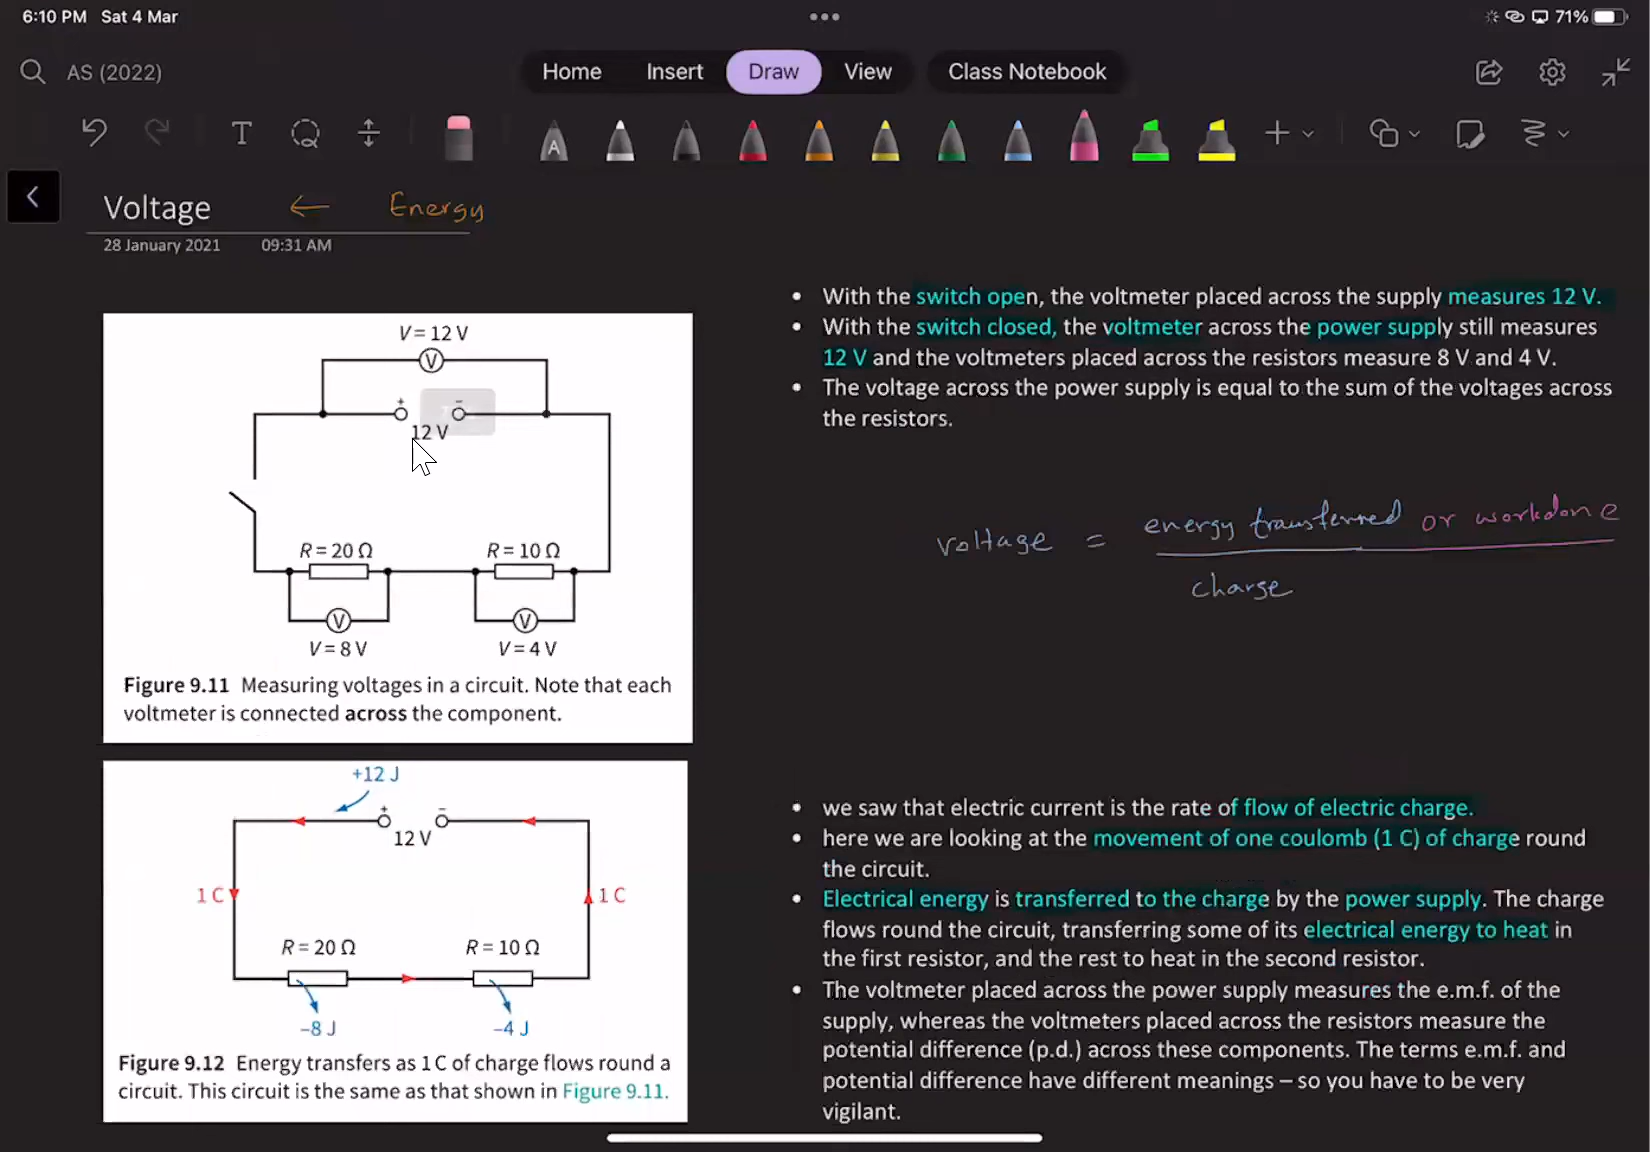 6:10 PM Sat 4 Mar
71%
AS (2022)
Home Insert Draw View Class Notebook
T
A
Voltage ← Energy
28 January 2021 09:31 AM
V = 12 V
V
+ −
12 V
R = 20 Ω R = 10 Ω
V V
V = 8 V V = 4 V
Figure 9.11 Measuring voltages in a circuit. Note that each
voltmeter is connected across the component.
• With the switch open, the voltmeter placed across the supply measures 12 V.
• With the switch closed, the voltmeter across the power supply still measures
12 V and the voltmeters placed across the resistors measure 8 V and 4 V.
• The voltage across the power supply is equal to the sum of the voltages across
the resistors.
voltage = energy transferred or workdone
charge
+12 J
+ −
12 V
1 C 1 C
R = 20 Ω R = 10 Ω
−8 J −4 J
Figure 9.12 Energy transfers as 1 C of charge flows round a
circuit. This circuit is the same as that shown in Figure 9.11.
• we saw that electric current is the rate of flow of electric charge.
• here we are looking at the movement of one coulomb (1 C) of charge round
the circuit.
• Electrical energy is transferred to the charge by the power supply. The charge
flows round the circuit, transferring some of its electrical energy to heat in
the first resistor, and the rest to heat in the second resistor.
• The voltmeter placed across the power supply measures the e.m.f. of the
supply, whereas the voltmeters placed across the resistors measure the
potential difference (p.d.) across these components. The terms e.m.f. and
potential difference have different meanings – so you have to be very
vigilant.